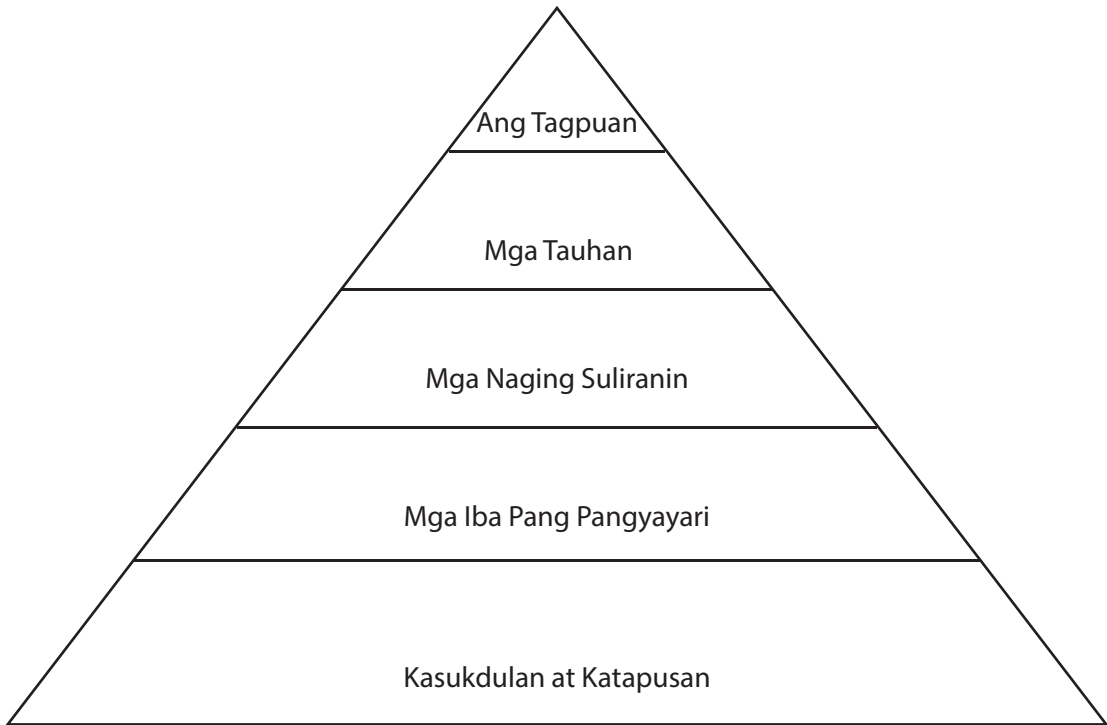 Ang Tagpuan
Mga Tauhan
Mga Naging Suliranin
Mga Iba Pang Pangyayari
Kasukdulan at Katapusan